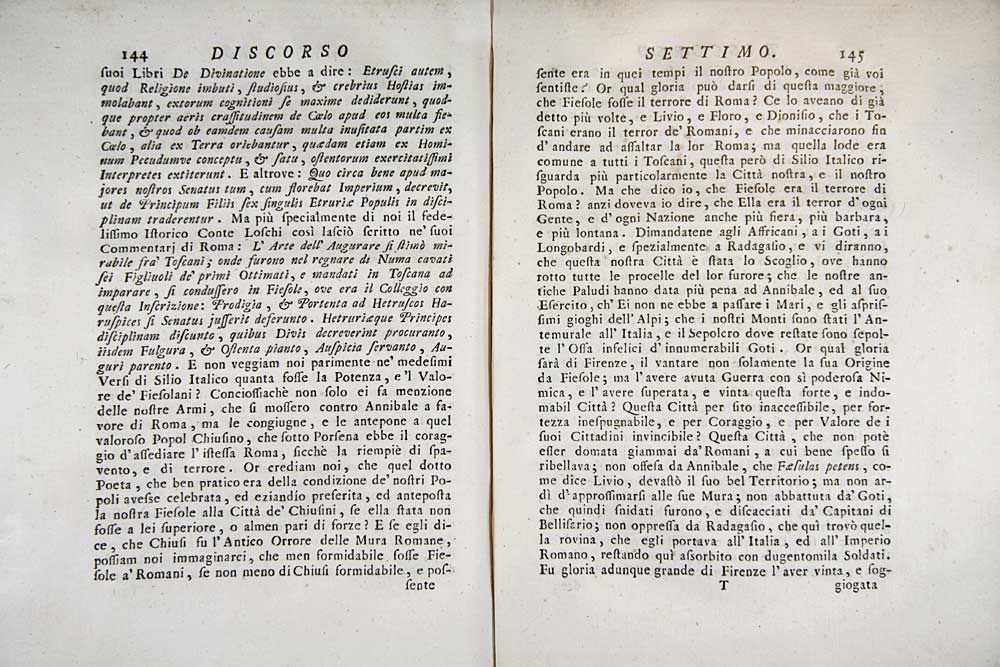 144 DISCORSO
ſuoi Libri De Divinatione ebbe a dire: Etruſci autem,
quod Religione imbuti, ſtudioſius, & crebrius Hoſtias im-
molabant, extorum cognitioni ſe maxime dediderunt, quod-
que propter aeris craſſitudinem de Cœlo apud eos multa fie-
bant, & quod ob eamdem cauſam multa inuſitata partim ex
Cœlo, alia ex Terra oriebantur, quædam etiam ex Homi-
num Pecudumve conceptu, & ſatu, oſtentorum exercitatiſſimi
Interpretes extiterunt. E altrove: Quo circa bene apud ma-
jores noſtros Senatus tum, cum florebat Imperium, decrevit,
ut de Principum Filiis ſex ſingulis Etruriæ Populis in diſci-
plinam traderentur. Ma più ſpecialmente di noi il fede-
liſſimo Iſtorico Conte Loſchi così laſciò ſcritto ne' ſuoi
Commentarj di Roma: L' Arte dell' Augurare ſi ſtimò mi-
rabile fra' Toſcani; onde furono nel regnare di Numa cavati
ſei Figliuoli de' primi Ottimati, e mandati in Toſcana ad
imparare, ſi conduſſero in Fieſole, ove era il Colleggio con
queſta Inſcrizione: Prodigia, & Portenta ad Hetruſcos Ha-
ruſpices ſi Senatus juſſerit deferunto. Hetruriæque Principes
diſciplinam diſcunto, quibus Divis decreverint procuranto,
iisdem Fulgura, & Oſtenta pianto, Auſpicia ſervanto, Au-
guri parento. E non veggiam noi parimente ne' medeſimi
Verſi di Silio Italico quanta foſſe la Potenza, e 'l Valo-
re de' Fieſolani? Conciossiachè non ſolo ei fa menzione
delle noſtre Armi, che ſi moſſero contro Annibale a fa-
vore di Roma, ma le congiugne, e le antepone a quel
valoroſo Popol Chiuſino, che ſotto Porſena ebbe il corag-
gio d'aſſediare l' iſteſſa Roma, ſicchè la riempiè di ſpa-
vento, e di terrore. Or crediam noi, che quel dotto
Poeta, che ben pratico era della condizione de' noſtri Po-
poli aveſse celebrata, ed eziandío preferita, ed antepoſta
la noſtra Fieſole alla Città de' Chiuſini, ſe ella ſtata non
foſſe a lei ſuperiore, o almen pari di forze? E ſe egli di-
ce, che Chiuſi fu l'Antico Orrore delle Mura Romane,
poſſiam noi immaginarci, che men formidabile foſſe Fie-
ſole a' Romani, ſe non meno di Chiuſi formidabile, e poſ-
ſente
SETTIMO. 145
ſente era in quei tempi il noſtro Popolo, come già voi
ſentiſte? Or qual gloria può darſi di queſta maggiore,
che Fieſole foſſe il terrore di Roma? Ce lo aveano di già
detto più volte, e Livio, e Floro, e Dioniſio, che i To-
ſcani erano il terror de' Romani, e che minacciarono fin
d' andare ad aſſaltar la lor Roma; ma quella lode era
comune a tutti i Toſcani, queſta però di Silio Italico ri-
ſguarda più particolarmente la Città noſtra, e il noſtro
Popolo. Ma che dico io, che Fieſole era il terrore di
Roma? anzi doveva io dire, che Ella era il terror d' ogni
Gente, e d' ogni Nazione anche più fiera, più barbara,
e più lontana. Dimandatene agli Affricani, a i Goti, a i
Longobardi, e ſpezialmente a Radagaſio, e vi diranno,
che queſta noſtra Città è ſtata lo Scoglio, ove hanno
rotto tutte le procelle del lor furore; che le noſtre an-
tiche Paludi hanno data più pena ad Annibale, ed al ſuo
Eſercito, ch' Ei non ne ebbe a paſſare i Mari, e gli aſpriſ-
ſimi gioghi dell' Alpi; che i noſtri Monti ſono ſtati l' An-
temurale all' Italia, e il Sepolcro dove reſtate ſono ſepol-
te l' Oſſa infelici d' innumerabili Goti. Or qual gloria
ſarà di Firenze, il vantare non ſolamente la ſua Origine
da Fieſole; ma l'avere avuta Guerra con sì poderoſa Ni-
mica, e l' avere ſuperata, e vinta queſta forte, e indo-
mabil Città? Queſta Città per ſito inacceſſibile, per for-
tezza ineſpugnabile, e per Coraggio, e per Valore de i
ſuoi Cittadini invincibile? Queſta Città, che non potè
eſſer domata giammai da' Romani, a cui bene ſpeſſo ſi
ribellava; non offeſa da Annibale, che Fæſulas petens, co-
me dice Livio, devaſtò il ſuo bel Territorio; ma non ar-
dì d' approſſimarſi alle ſue Mura; non abbattuta da' Goti,
che quindi ſnidati furono, e diſcacciati da' Capitani di
Belliſerio; non oppreſſa da Radagaſio, che quì trovò quel-
la rovina, che egli portava all' Italia, ed all' Imperio
Romano, reſtando quì aſſorbito con dugentomila Soldati.
Fu gloria adunque grande di Firenze l'aver vinta, e ſog-
T giogata